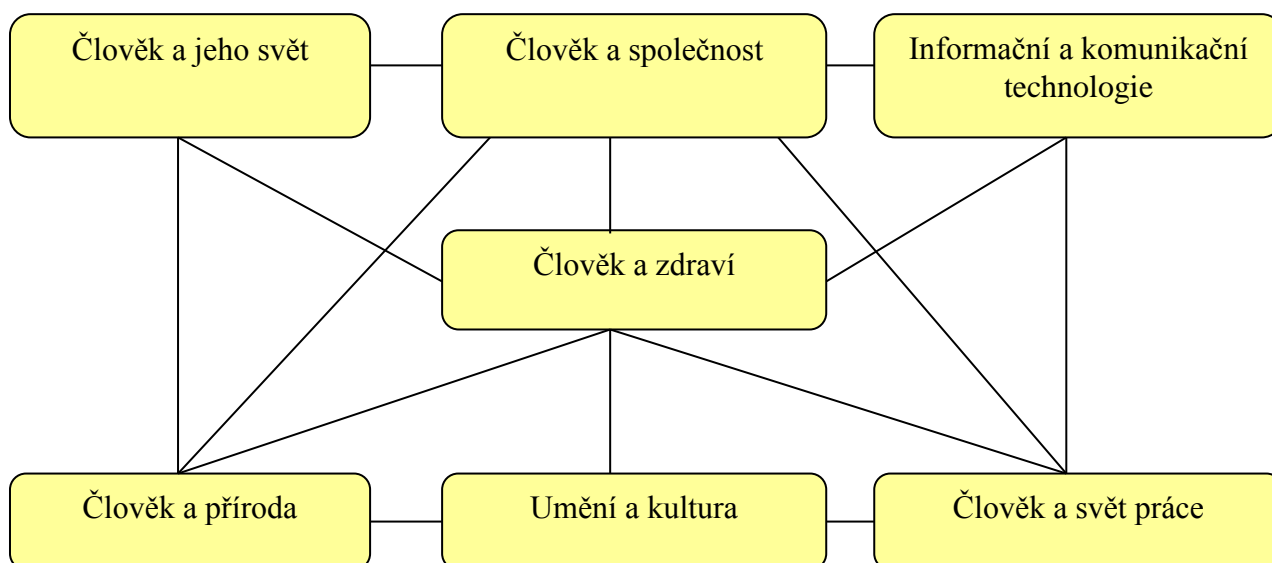 Člověk a jeho svět
Člověk a společnost
Informační a komunikační
technologie
Člověk a zdraví
Člověk a příroda
Umění a kultura
Člověk a svět práce